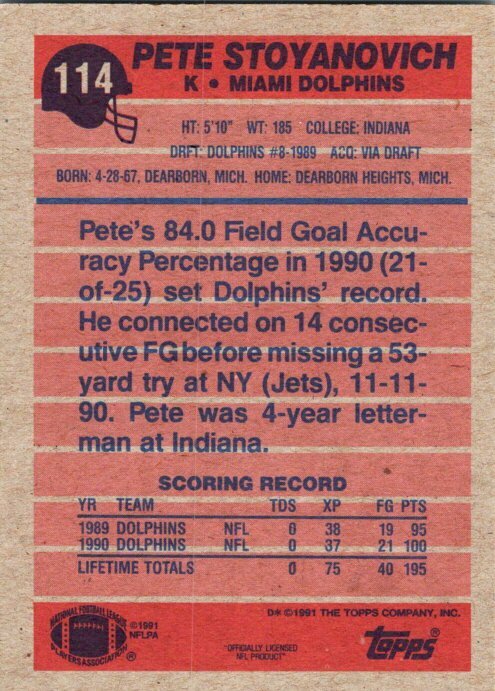 114
PETE STOYANOVICH
K • MIAMI DOLPHINS
HT: 5'10" WT: 185 COLLEGE: INDIANA
DRFT: DOLPHINS #8-1989 ACQ: VIA DRAFT
BORN: 4-28-67, DEARBORN, MICH. HOME: DEARBORN HEIGHTS, MICH.
Pete's 84.0 Field Goal Accu-
racy Percentage in 1990 (21-
of-25) set Dolphins' record.
He connected on 14 consec-
utive FG before missing a 53-
yard try at NY (Jets), 11-11-
90. Pete was 4-year letter-
man at Indiana.
SCORING RECORD
YR TEAM TDS XP FG PTS
1989 DOLPHINS NFL 0 38 19 95
1990 DOLPHINS NFL 0 37 21 100
LIFETIME TOTALS 0 75 40 195
NATIONAL FOOTBALL LEAGUE
PLAYERS ASSOCIATION
®
©1991
NFLPA
"OFFICIALLY LICENSED
NFL PRODUCT"
D* ©1991 THE TOPPS COMPANY, INC.
topps®